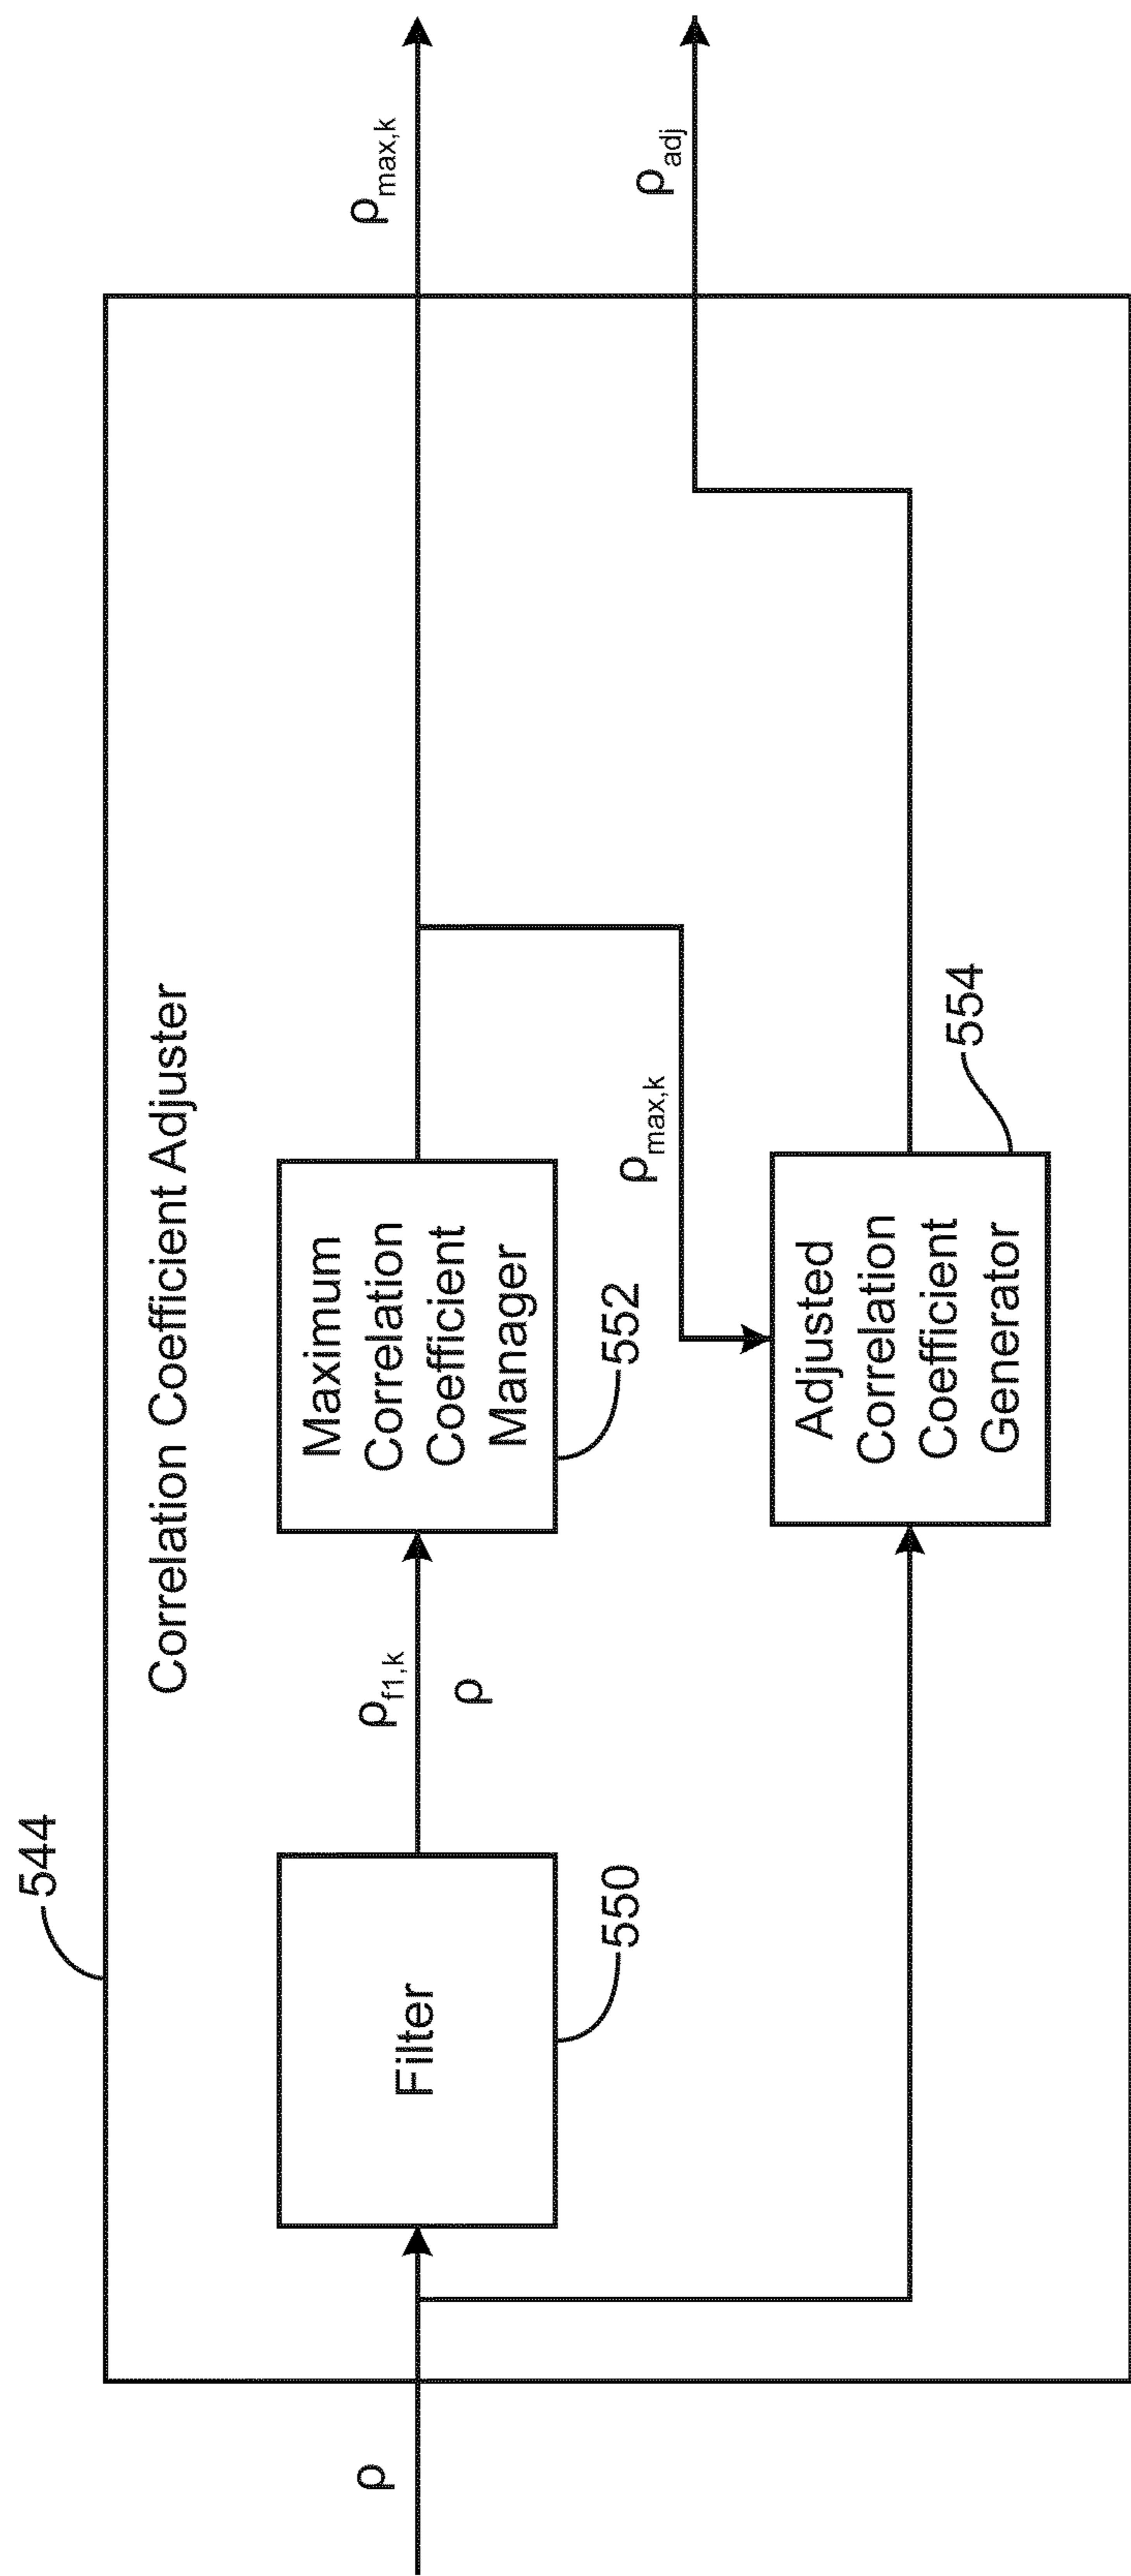 544
Correlation Coefficient Adjuster
ρ
Filter
550
ρf1,k
ρ
Maximum
Correlation
Coefficient
Manager
552
ρmax,k
ρmax,k
Adjusted
Correlation
Coefficient
Generator
554
ρadj